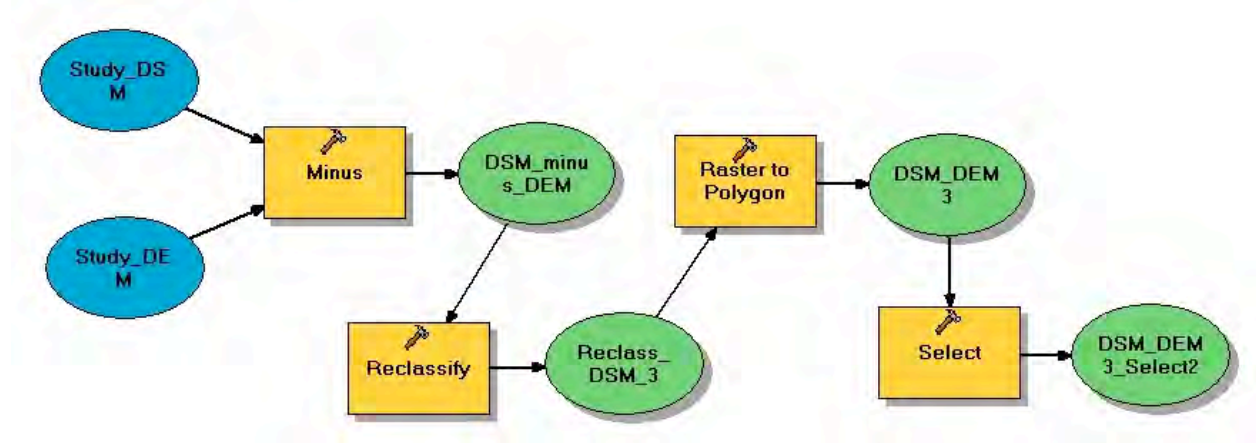 Study_DS
M
Minus
DSM_minu
s_DEM
Raster to
Polygon
DSM_DEM
3
Study_DE
M
Reclassify
Reclass_
DSM_3
Select
DSM_DEM
3_Select2